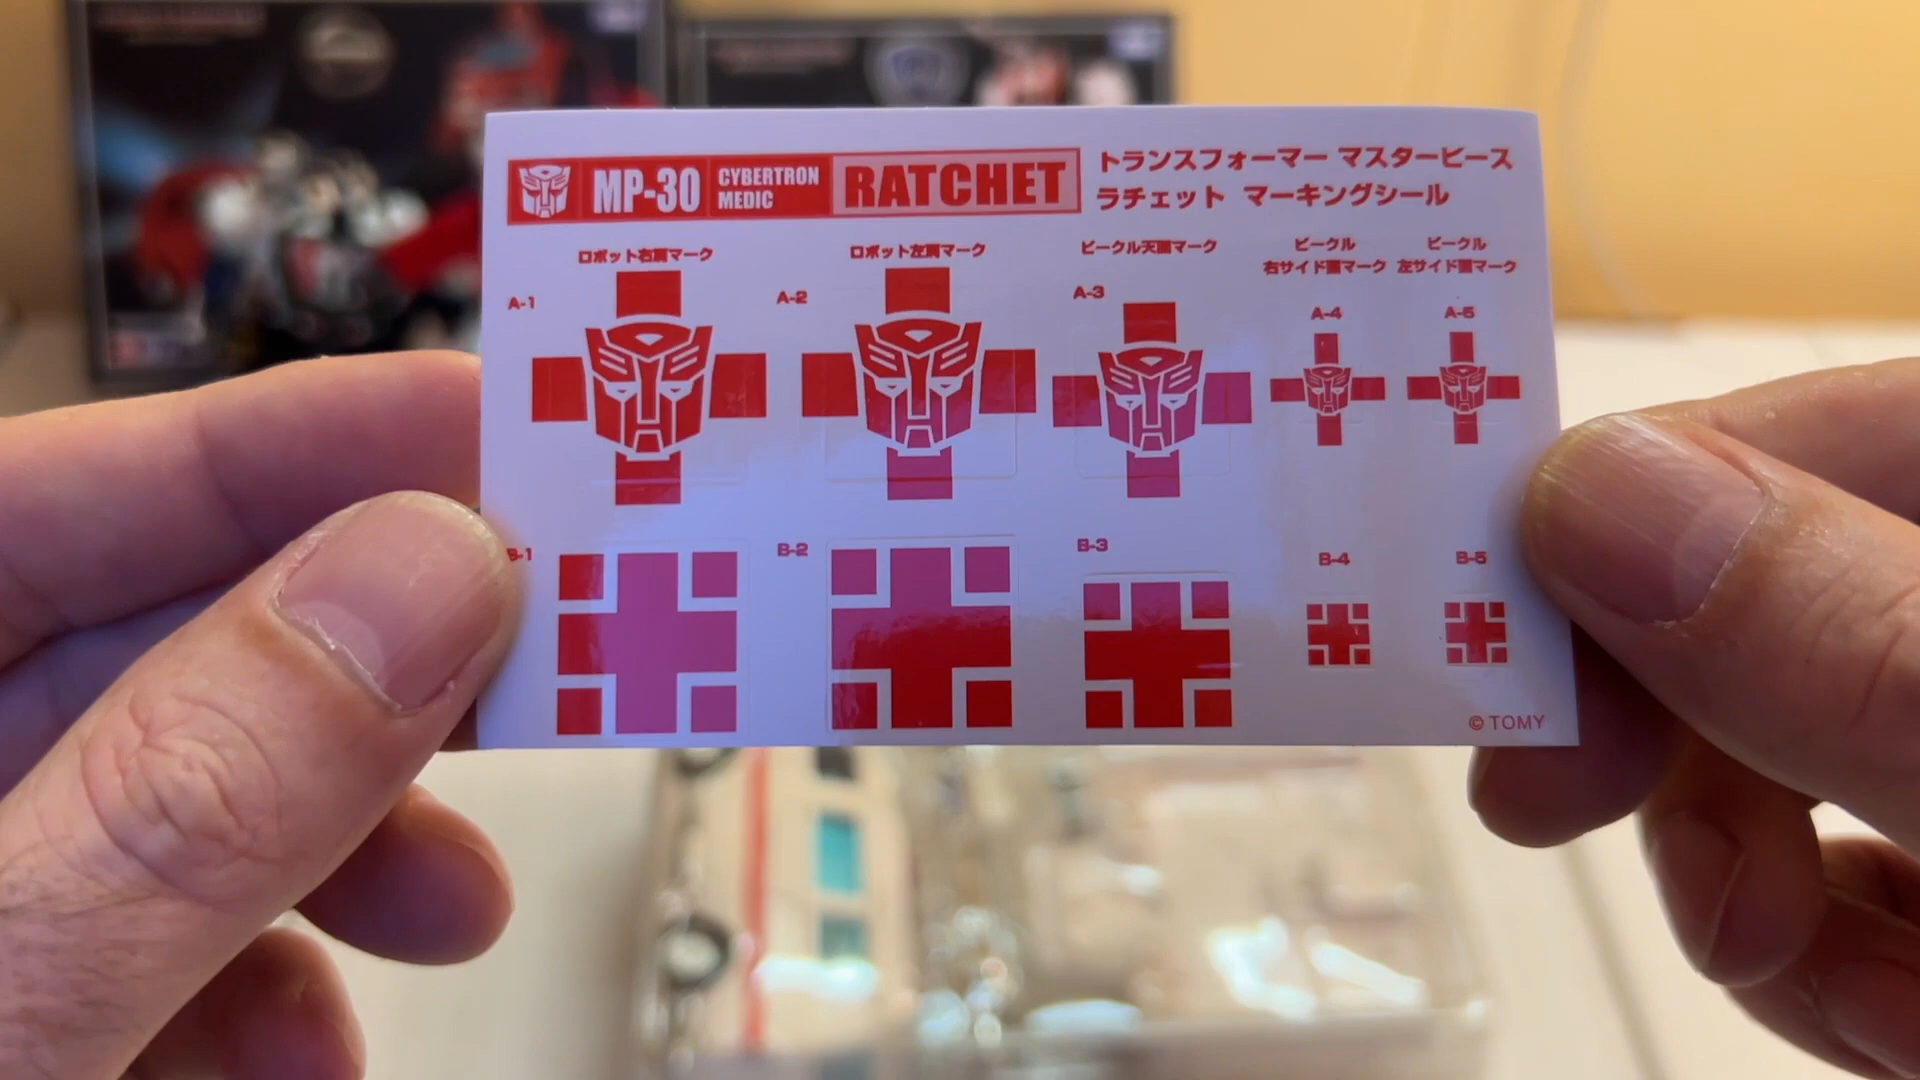 MP-30 CYBERTRON MEDIC RATCHET
トランスフォーマー マスターピース
ラチェット マーキングシール
ロボット右肩マーク
ロボット左肩マーク
ビークル天面マーク
ビークル
右サイド面マーク
ビークル
左サイド面マーク
A-1
A-2
A-3
A-4
A-5
B-1
B-2
B-3
B-4
B-5
© TOMY